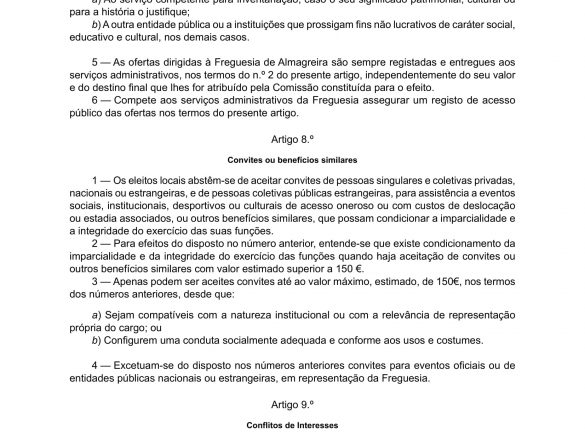 a) Ao serviço competente para inventariação, caso o seu significado patrimonial, cultural ou
para a história o justifique;
b) A outra entidade pública ou a instituições que prossigam fins não lucrativos de caráter social,
educativo e cultural, nos demais casos.
5 — As ofertas dirigidas à Freguesia de Almagreira são sempre registadas e entregues aos
serviços administrativos, nos termos do n.º 2 do presente artigo, independentemente do seu valor
e do destino final que lhes for atribuído pela Comissão constituída para o efeito.
6 — Compete aos serviços administrativos da Freguesia assegurar um registo de acesso
público das ofertas nos termos do presente artigo.
Artigo 8.º
Convites ou benefícios similares
1 — Os eleitos locais abstêm-se de aceitar convites de pessoas singulares e coletivas privadas,
nacionais ou estrangeiras, e de pessoas coletivas públicas estrangeiras, para assistência a eventos
sociais, institucionais, desportivos ou culturais de acesso oneroso ou com custos de deslocação
ou estadia associados, ou outros benefícios similares, que possam condicionar a imparcialidade e
a integridade do exercício das suas funções.
2 — Para efeitos do disposto no número anterior, entende-se que existe condicionamento da
imparcialidade e da integridade do exercício das funções quando haja aceitação de convites ou
outros benefícios similares com valor estimado superior a 150 €.
3 — Apenas podem ser aceites convites até ao valor máximo, estimado, de 150€, nos termos
dos números anteriores, desde que:
a) Sejam compatíveis com a natureza institucional ou com a relevância de representação
própria do cargo; ou
b) Configurem uma conduta socialmente adequada e conforme aos usos e costumes.
4 — Excetuam-se do disposto nos números anteriores convites para eventos oficiais ou de
entidades públicas nacionais ou estrangeiras, em representação da Freguesia.
Artigo 9.º
Conflitos de Interesses